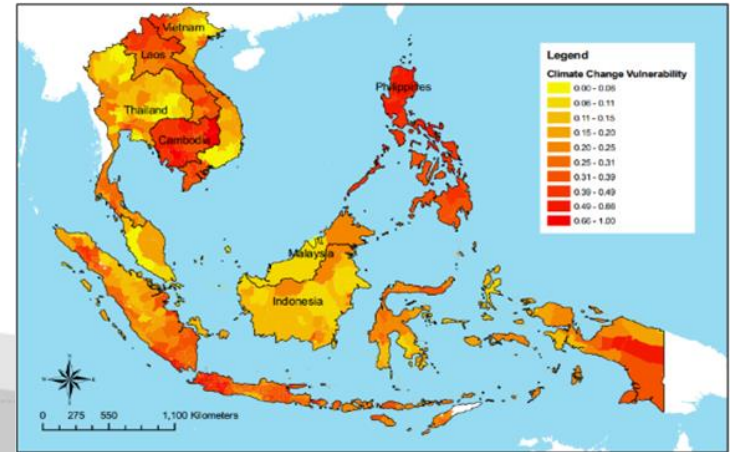 Vietnam
Laos
Thailand
Cambodia
Philippines
Malaysia
Indonesia
Legend
Climate Change Vulnerability
0.00 - 0.06
0.06 - 0.11
0.11 - 0.15
0.15 - 0.20
0.20 - 0.25
0.25 - 0.31
0.31 - 0.39
0.39 - 0.49
0.49 - 0.66
0.66 - 1.00
0 275 550 1,100 Kilometers